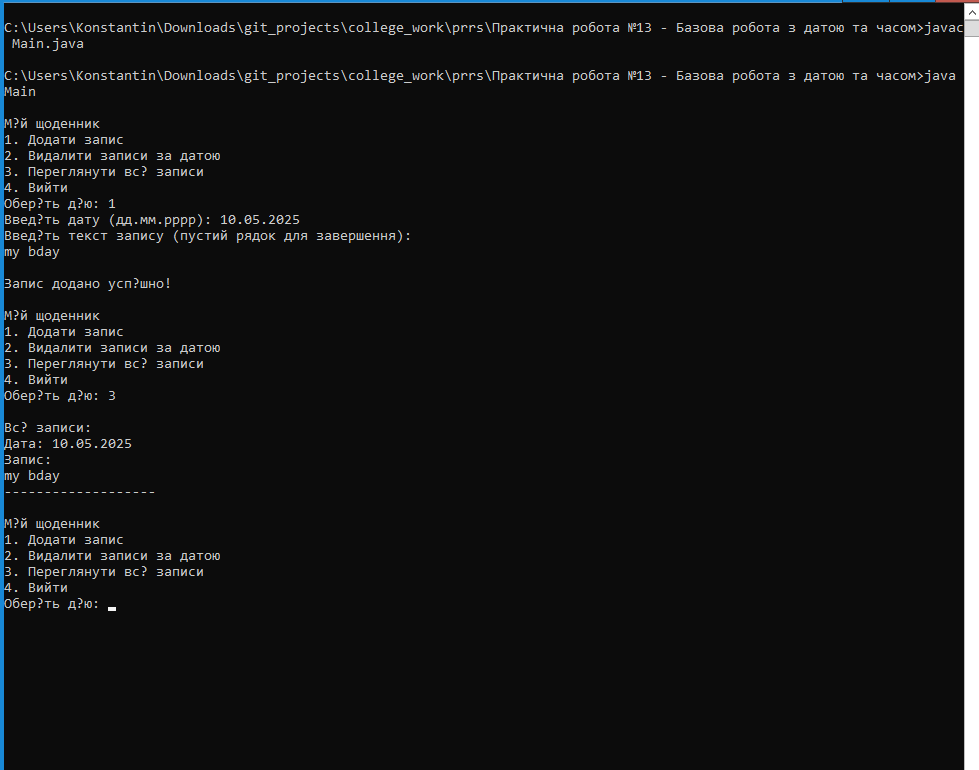 C:\Users\Konstantin\Downloads\git_projects\college_work\prrs\Практична робота №13 - Базова робота з датою та часом>javac
 Main.java
C:\Users\Konstantin\Downloads\git_projects\college_work\prrs\Практична робота №13 - Базова робота з датою та часом>java
Main
М?й щоденник
1. Додати запис
2. Видалити записи за датою
3. Переглянути вс? записи
4. Вийти
Обер?ть д?ю: 1
Введ?ть дату (дд.мм.рррр): 10.05.2025
Введ?ть текст запису (пустий рядок для завершення):
my bday
Запис додано усп?шно!
М?й щоденник
1. Додати запис
2. Видалити записи за датою
3. Переглянути вс? записи
4. Вийти
Обер?ть д?ю: 3
Вс? записи:
Дата: 10.05.2025
Запис:
my bday
-------------------
М?й щоденник
1. Додати запис
2. Видалити записи за датою
3. Переглянути вс? записи
4. Вийти
Обер?ть д?ю: